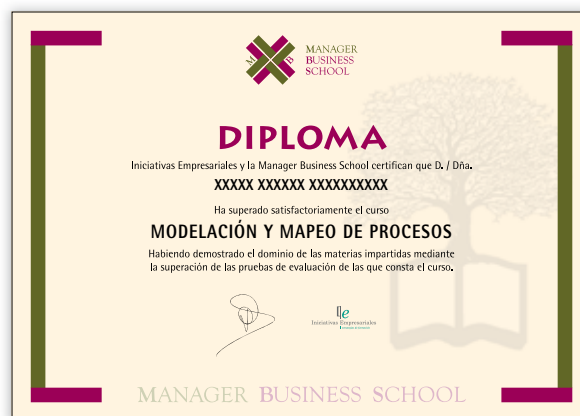 M B
MANAGER
BUSINESS
SCHOOL
DIPLOMA
Iniciativas Empresariales y la Manager Business School certifican que D. / Dña.
XXXXX XXXXXX XXXXXXXXXX
Ha superado satisfactoriamente el curso
MODELACIÓN Y MAPEO DE PROCESOS
Habiendo demostrado el dominio de las materias impartidas mediante
la superación de las pruebas de evaluación de las que consta el curso.
Iniciativas Empresariales
MANAGER BUSINESS SCHOOL